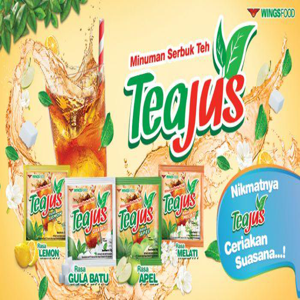 WINGSFOOD
Minuman Serbuk Teh
Teajus
Nikmatnya
Teajus
Ceriakan
Suasana...!
WINGSFOOD
Teajus
Rasa
LEMON
Teajus
Rasa
GULA BATU
Teajus
Rasa
APEL
Teajus
Rasa
MELATI